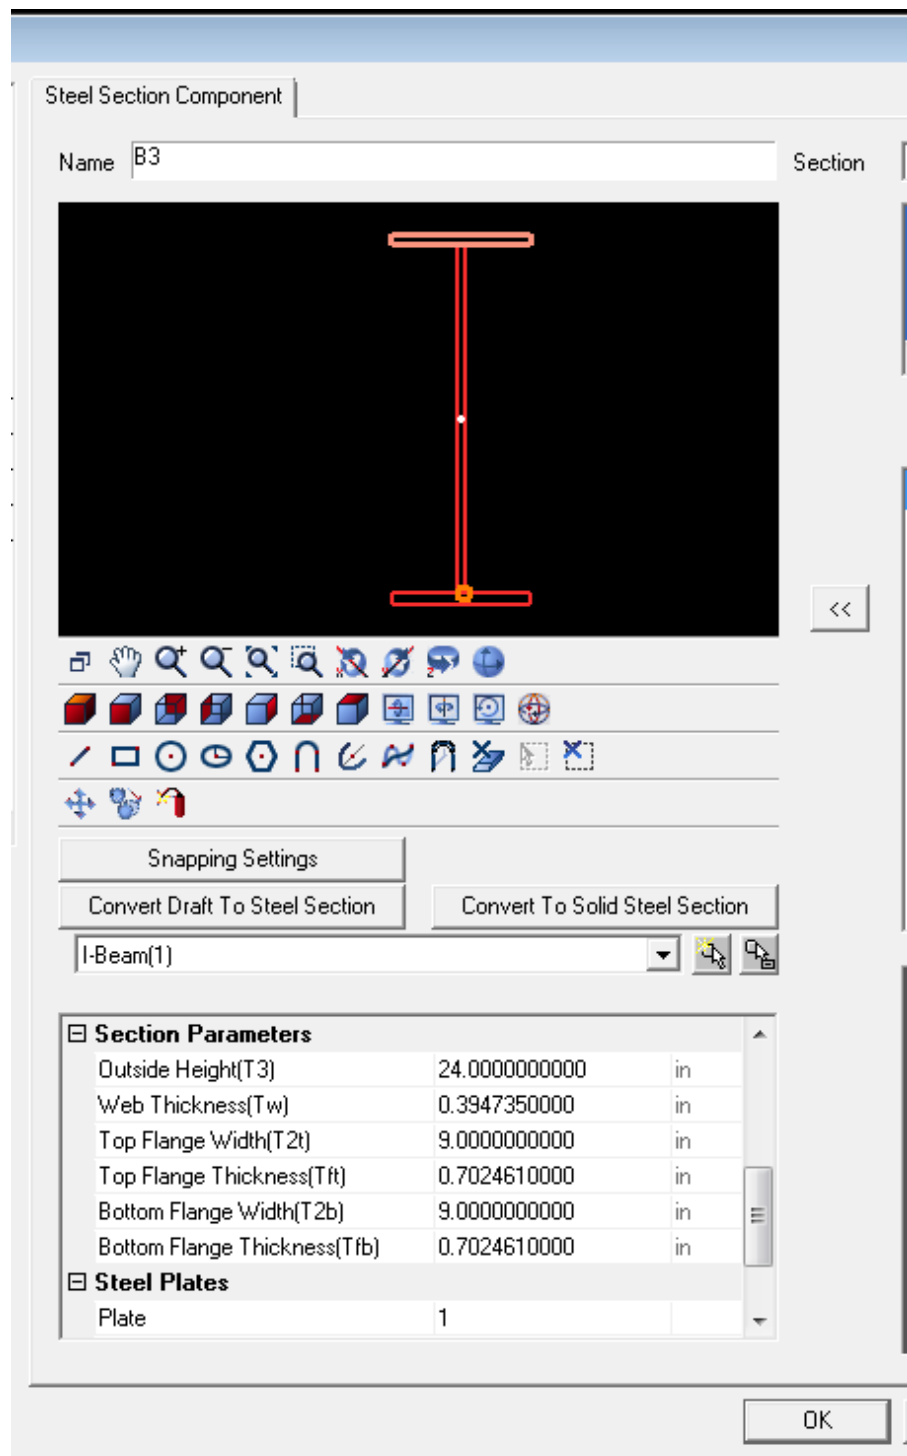 Steel Section Component
Name B3 Section
<<
Snapping Settings
Convert Draft To Steel Section Convert To Solid Steel Section
I-Beam(1)
Section Parameters
Outside Height(T3) 24.0000000000 in
Web Thickness(Tw) 0.3947350000 in
Top Flange Width(T2t) 9.0000000000 in
Top Flange Thickness(Tft) 0.7024610000 in
Bottom Flange Width(T2b) 9.0000000000 in
Bottom Flange Thickness(Tfb) 0.7024610000 in
Steel Plates
Plate 1
OK